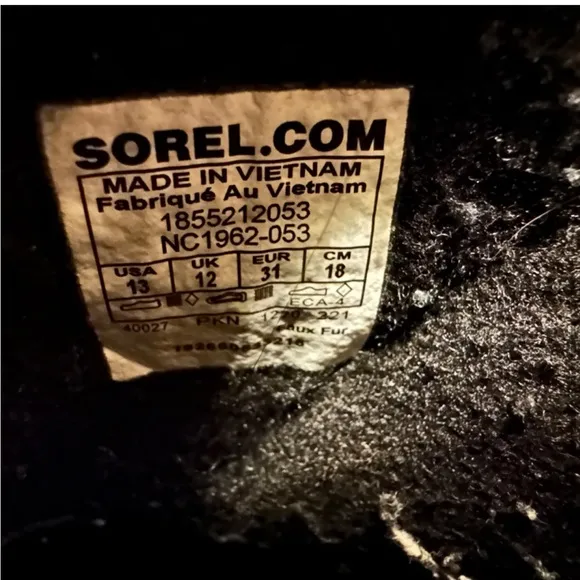 SOREL.COM
MADE IN VIETNAM
Fabriqué Au Vietnam
1855212053
NC1962-053
USA UK EUR CM
13 12 31 18
ECA-4
40027 PKN
Fur